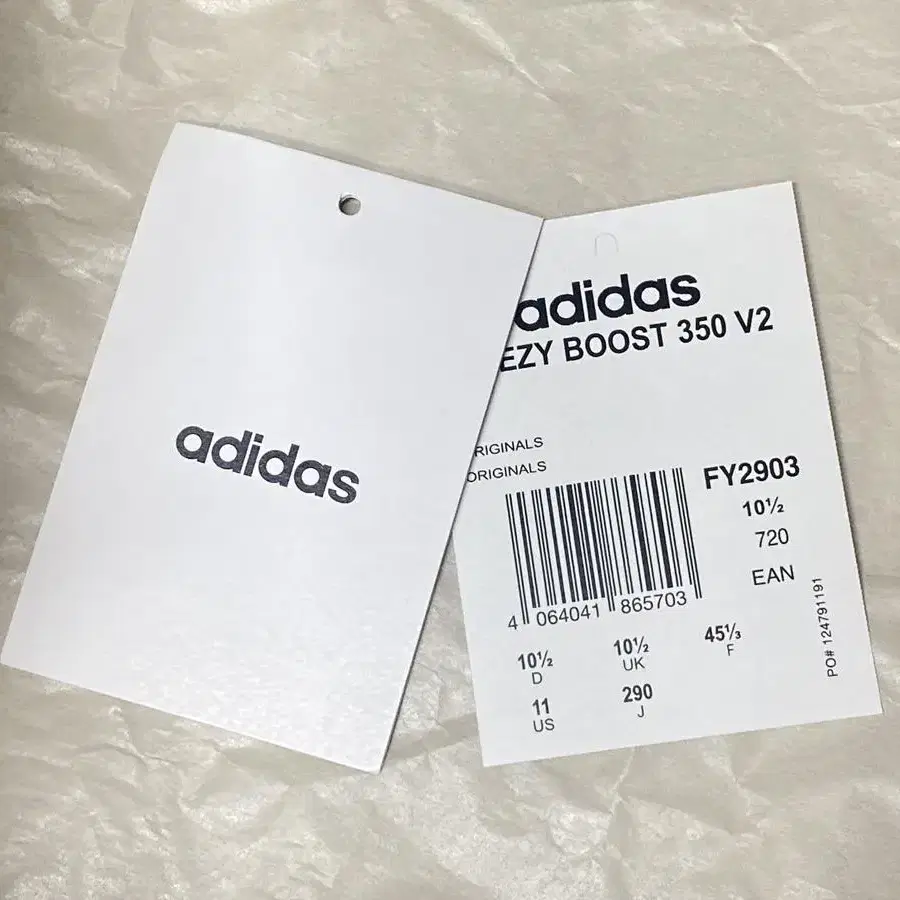 adidas
adidas
EZY BOOST 350 V2
RIGINALS
ORIGINALS
FY2903
10½
720
EAN
4 064041 865703
10½ 10½ 45⅓
D UK F
11 290
US J
PO# 124791191